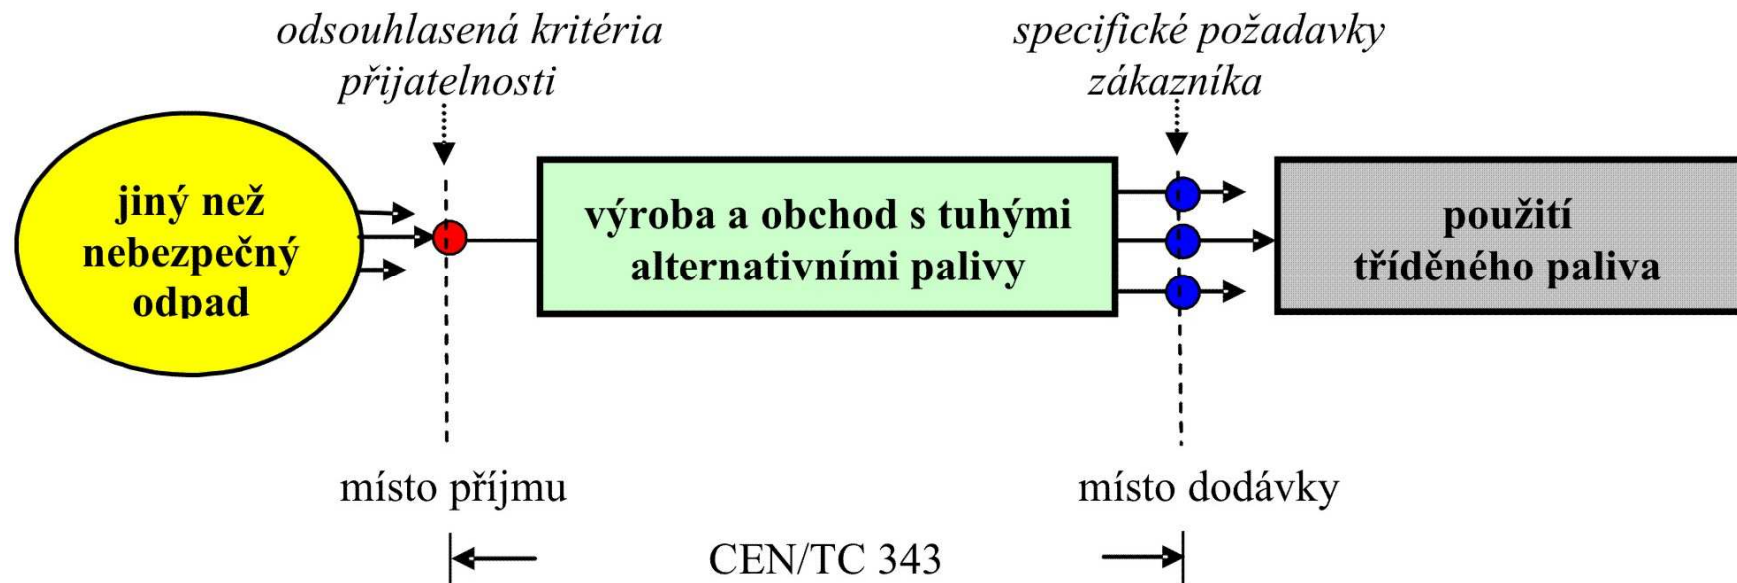 odsouhlasená kritéria
přijatelnosti
specifické požadavky
zákazníka
jiný než
nebezpečný
odpad
výroba a obchod s tuhými
alternativními palivy
použití
tříděného paliva
místo příjmu
místo dodávky
CEN/TC 343